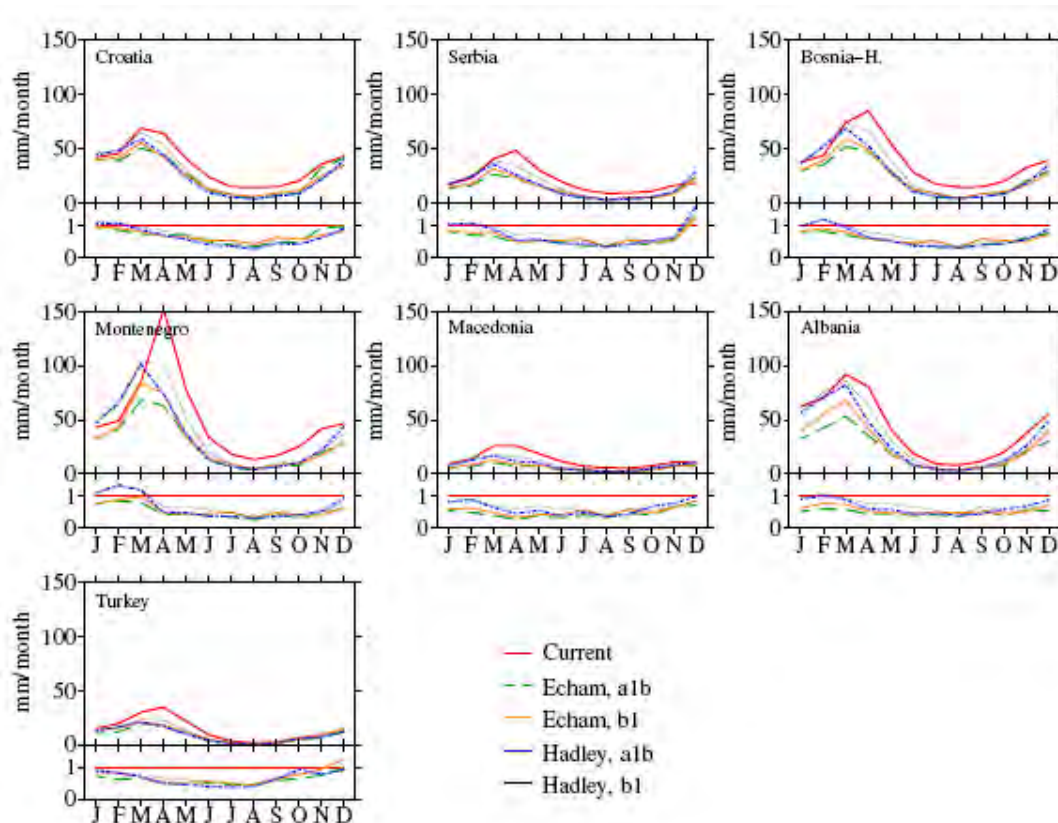 Croatia
Serbia
Bosnia-H.
150
100
50
0
1
0
mm/month
150
100
50
0
1
0
mm/month
150
100
50
0
1
0
mm/month
J F M A M J J A S O N D
J F M A M J J A S O N D
J F M A M J J A S O N D
Montenegro
Macedonia
Albania
150
100
50
0
1
0
mm/month
150
100
50
0
1
0
mm/month
150
100
50
0
1
0
mm/month
J F M A M J J A S O N D
J F M A M J J A S O N D
J F M A M J J A S O N D
Turkey
150
100
50
0
1
0
mm/month
J F M A M J J A S O N D
Current
Echam, a1b
Echam, b1
Hadley, a1b
Hadley, b1